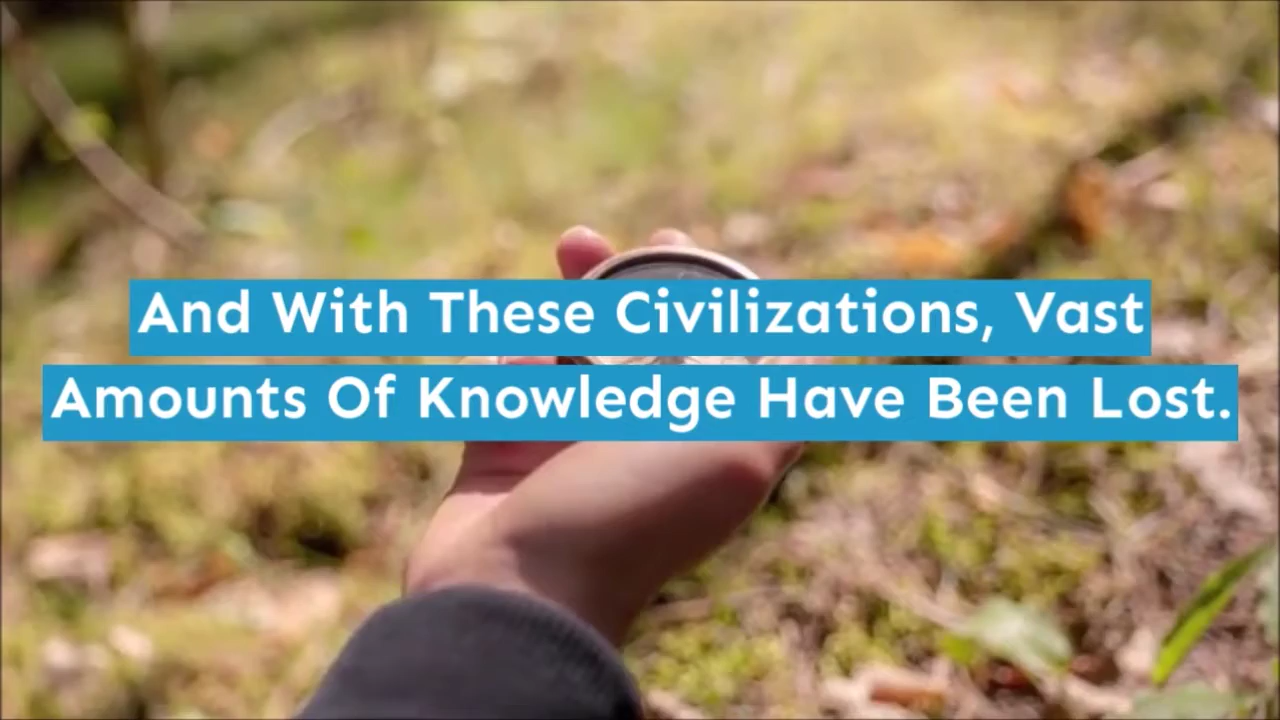 And With These Civilizations, Vast
Amounts Of Knowledge Have Been Lost.